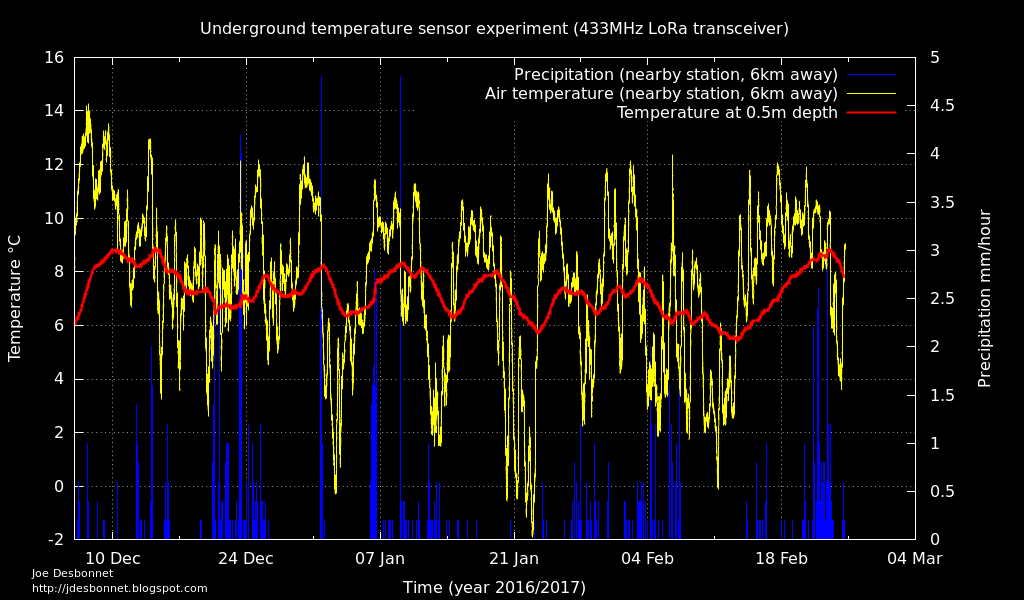 Underground temperature sensor experiment (433MHz LoRa transceiver)
Precipitation (nearby station, 6km away)
Air temperature (nearby station, 6km away)
Temperature at 0.5m depth
Temperature °C
16
14
12
10
8
6
4
2
0
-2
5
4.5
4
3.5
3
2.5
2
1.5
1
0.5
0
Precipitation mm/hour
10 Dec 24 Dec 07 Jan 21 Jan 04 Feb 18 Feb 04 Mar
Time (year 2016/2017)
Joe Desbonnet
http://jdesbonnet.blogspot.com